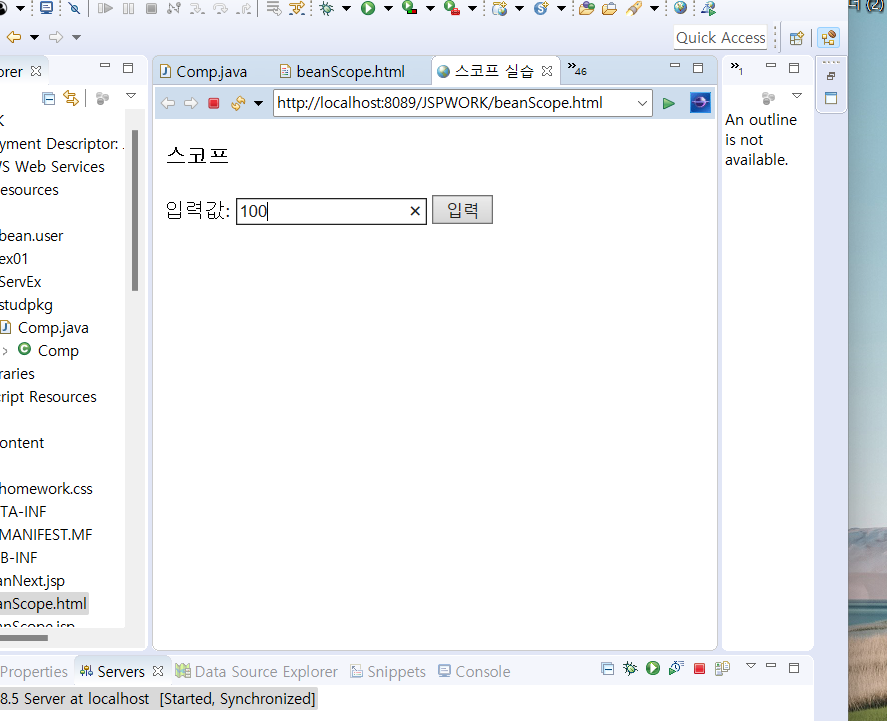 Quick Access
orer
Comp.java
beanScope.html
스코프 실습
»46
»1
http://localhost:8089/JSPWORK/beanScope.html
An outline
is not
available.
스코프
입력값: 100 입력
K
yment Descriptor:
S Web Services
esources
bean.user
ex01
ServEx
studpkg
Comp.java
Comp
raries
cript Resources
ontent
homework.css
TA-INF
MANIFEST.MF
B-INF
anNext.jsp
anScope.html
anScope.jsp
Properties
Servers
Data Source Explorer
Snippets
Console
8.5 Server at localhost [Started, Synchronized]